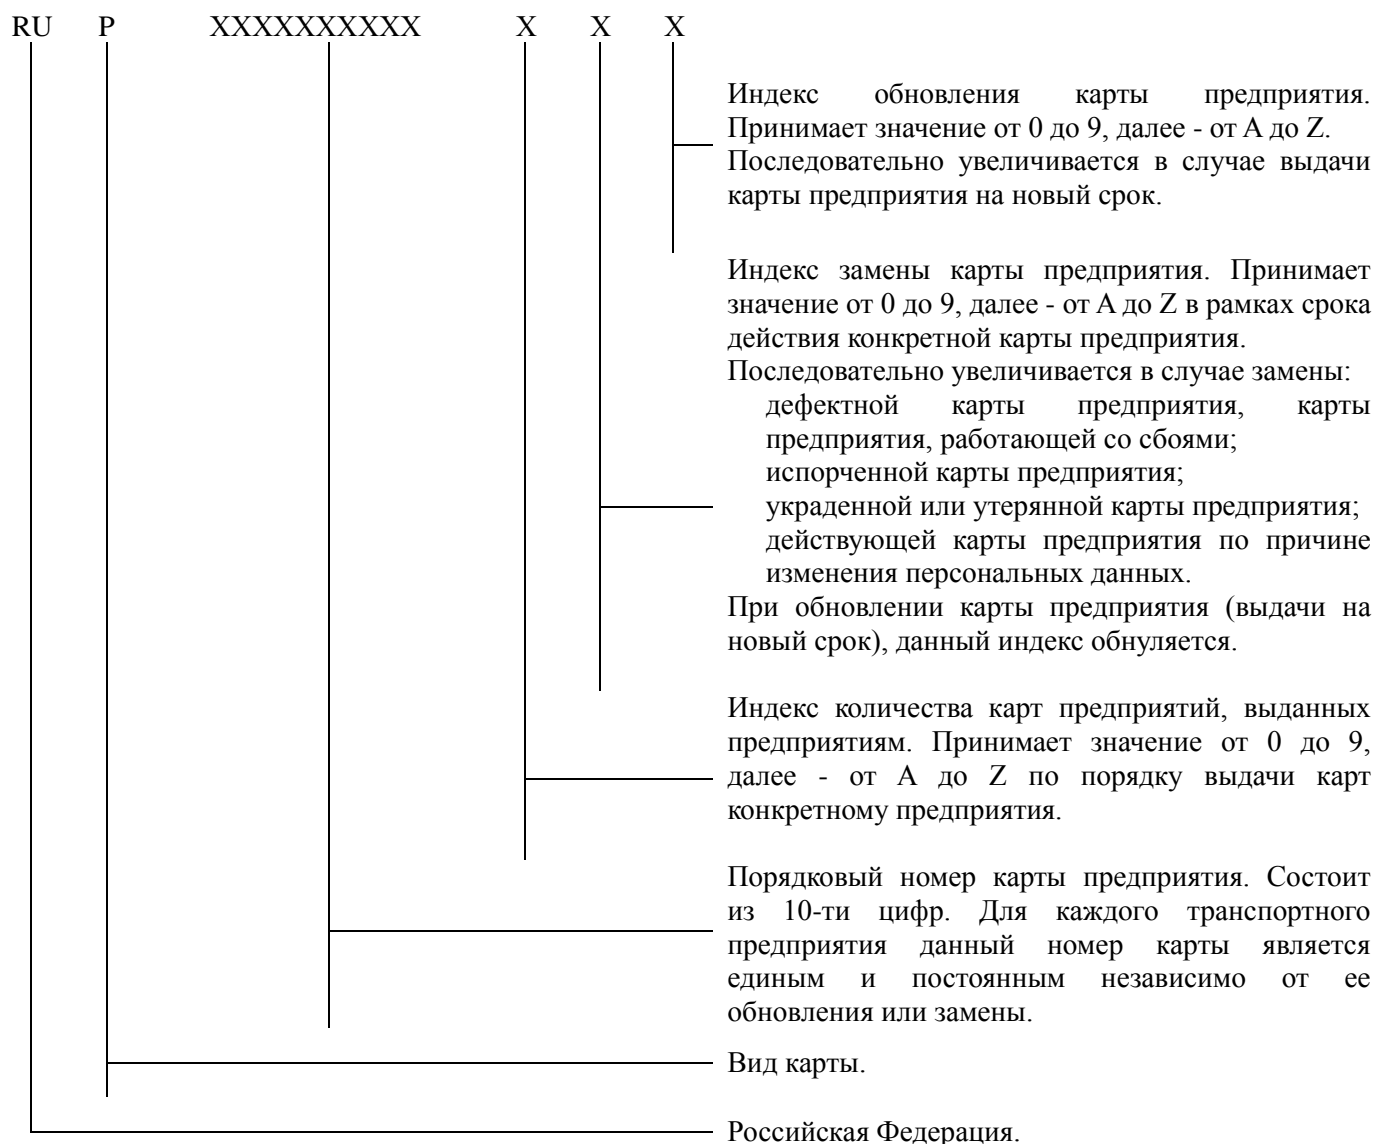 RU P XXXXXXXXXX X X X
Индекс обновления карты предприятия.
Принимает значение от 0 до 9, далее - от A до Z.
Последовательно увеличивается в случае выдачи
карты предприятия на новый срок.
Индекс замены карты предприятия. Принимает
значение от 0 до 9, далее - от A до Z в рамках срока
действия конкретной карты предприятия.
Последовательно увеличивается в случае замены:
дефектной карты предприятия, карты
предприятия, работающей со сбоями;
испорченной карты предприятия;
украденной или утерянной карты предприятия;
действующей карты предприятия по причине
изменения персональных данных.
При обновлении карты предприятия (выдачи на
новый срок), данный индекс обнуляется.
Индекс количества карт предприятий, выданных
предприятиям. Принимает значение от 0 до 9,
далее - от A до Z по порядку выдачи карт
конкретному предприятия.
Порядковый номер карты предприятия. Состоит
из 10-ти цифр. Для каждого транспортного
предприятия данный номер карты является
единым и постоянным независимо от ее
обновления или замены.
Вид карты.
Российская Федерация.